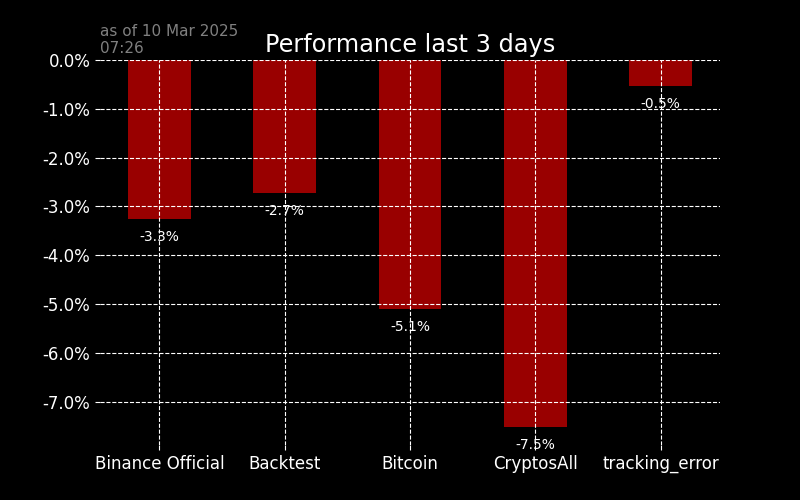 as of 10 Mar 2025
07:26
Performance last 3 days
0.0%
-1.0%
-2.0%
-3.0%
-4.0%
-5.0%
-6.0%
-7.0%
-3.3%
-2.7%
-5.1%
-7.5%
-0.5%
Binance Official
Backtest
Bitcoin
CryptosAll
tracking_error